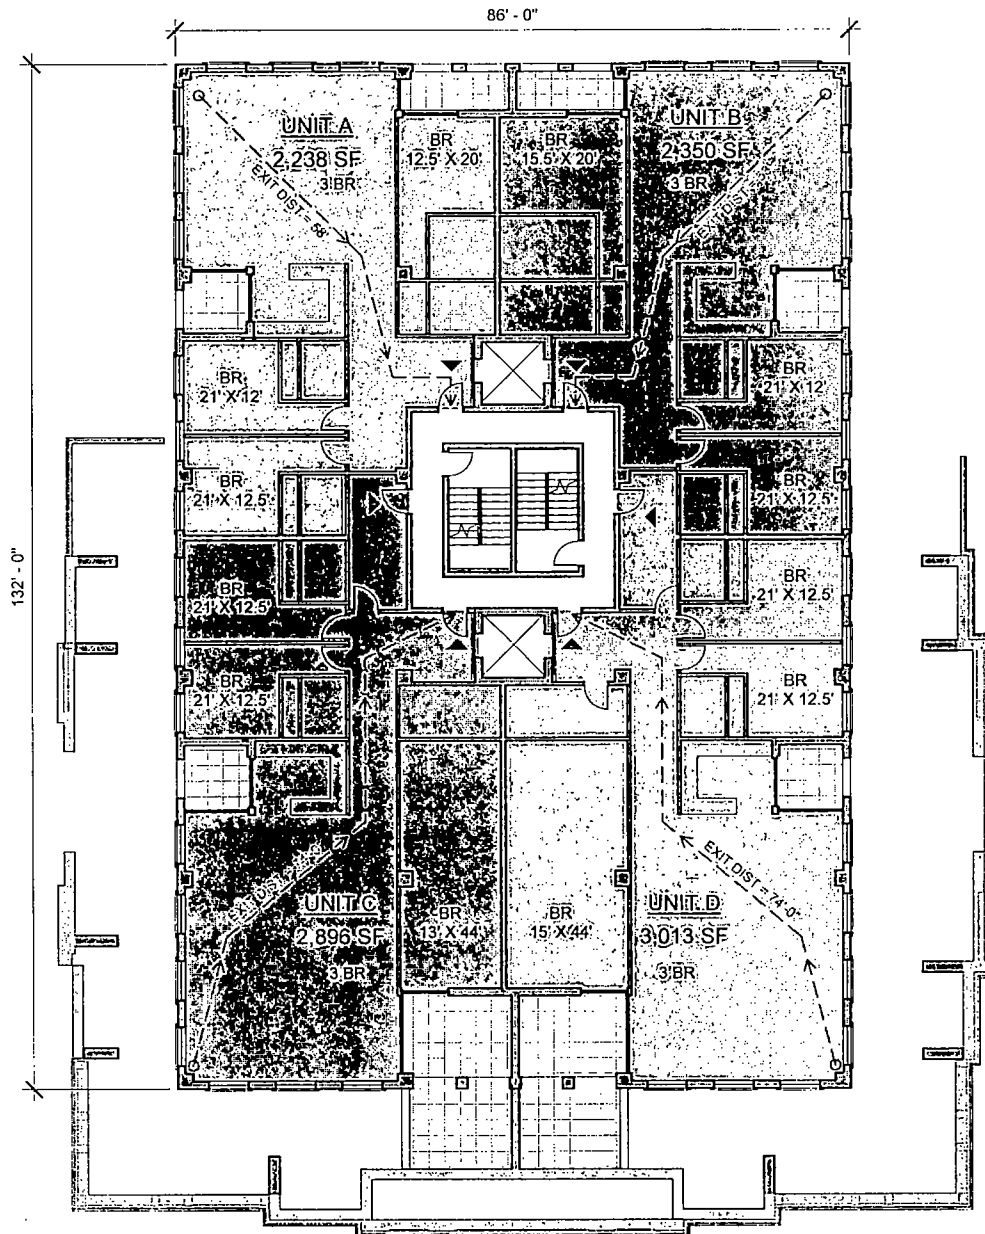 86' - 0"
132' - 0"
UNIT A
2,238 SF
3 BR
EXIT DIST = 58'
BR
12.5' X 20'
BR
15.5' X 20'
UNIT B
2,350 SF
3 BR
EXIT DIST
BR
21' X 12'
BR
21' X 12.5'
BR
21' X 12'
BR
21' X 12.5'
BR
21' X 12.5'
BR
21' X 12.5'
BR
21' X 12.5'
BR
21' X 12.5'
UNIT C
2,896 SF
3 BR
BR
13' X 44'
BR
15' X 44'
EXIT DIST = 74'-0"
UNIT D
3,013 SF
3 BR